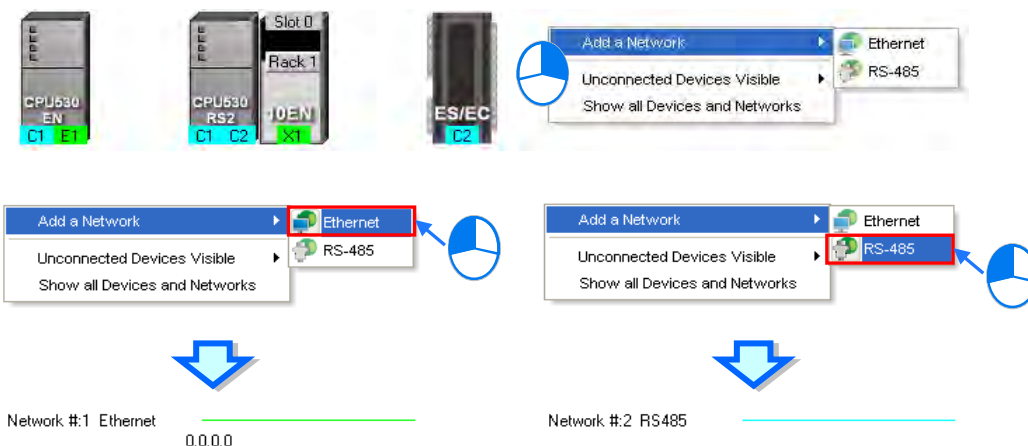 CPU530
EN
C1 E1
CPU530
RS2
C1 C2
Slot 0
Rack 1
10EN
X1
ES/EC
C2
Add a Network
Unconnected Devices Visible
Show all Devices and Networks
Ethernet
RS-485
Add a Network
Unconnected Devices Visible
Show all Devices and Networks
Ethernet
RS-485
Add a Network
Unconnected Devices Visible
Show all Devices and Networks
Ethernet
RS-485
Network #:1 Ethernet
0.0.0.0
Network #:2 RS485